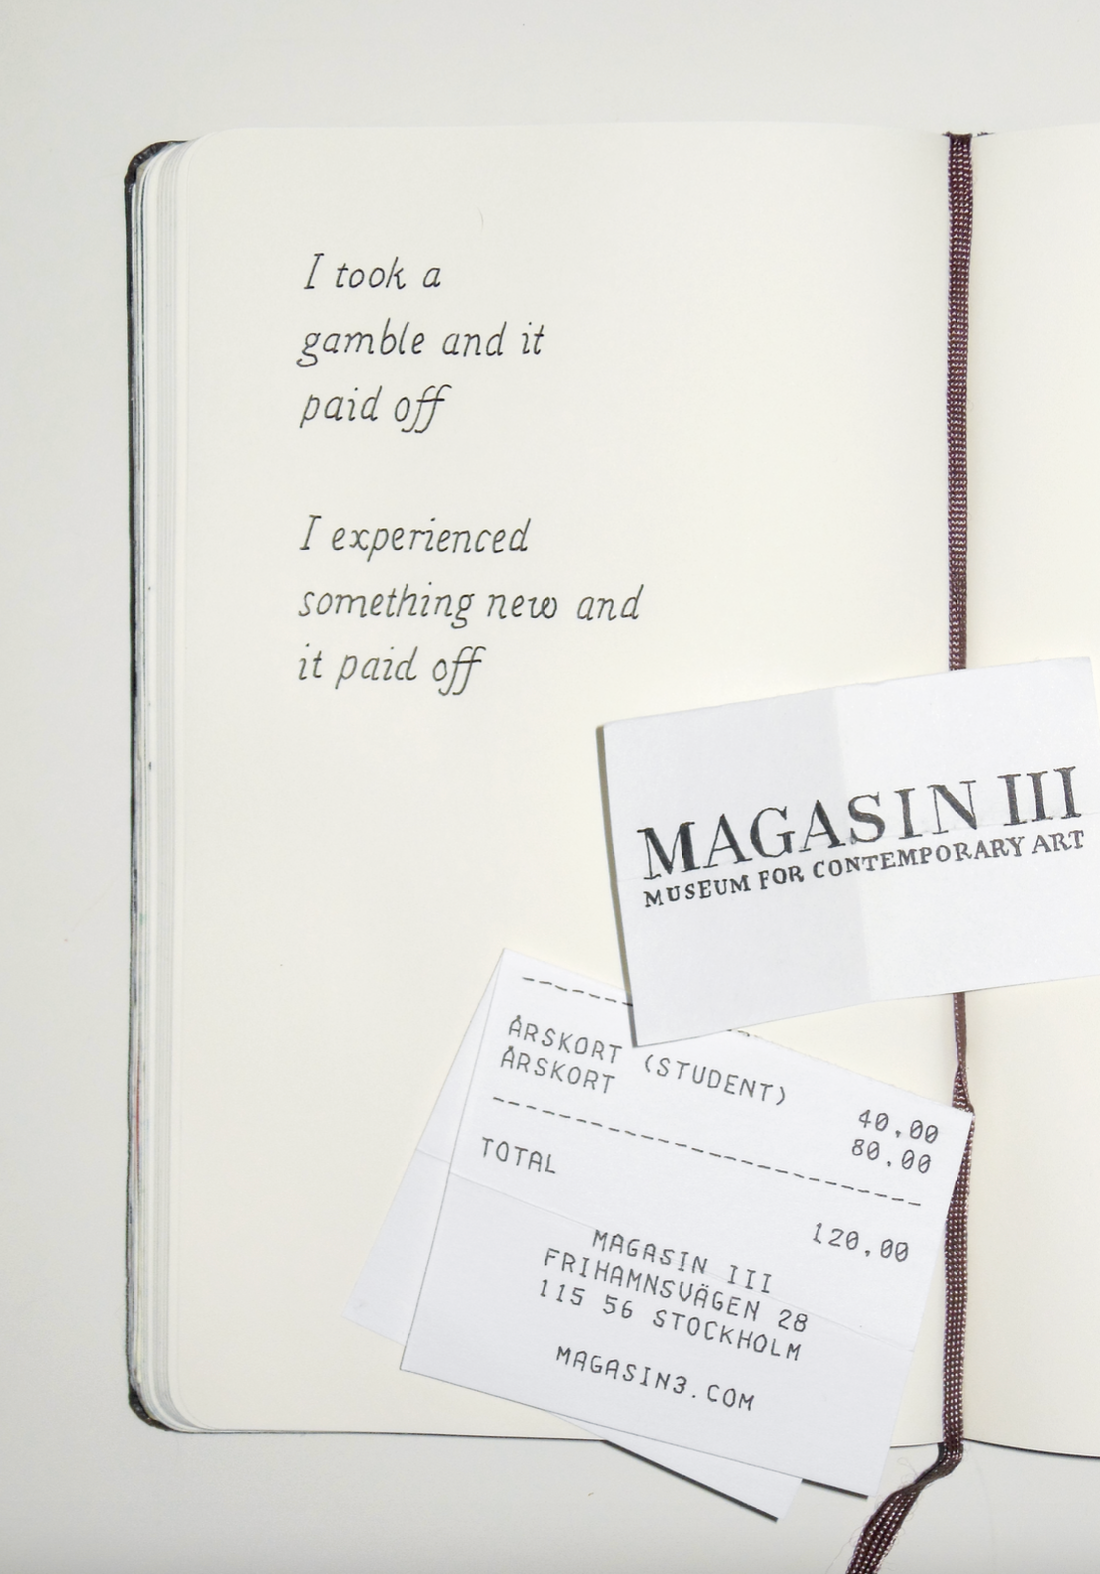 I took a
gamble and it
paid off
I experienced
something new and
it paid off
MAGASIN III
MUSEUM FOR CONTEMPORARY ART
ÅRSKORT (STUDENT) 40,00
ÅRSKORT 80,00
TOTAL 120,00
MAGASIN III
FRIHAMNSVÄGEN 28
115 56 STOCKHOLM
MAGASIN3.COM